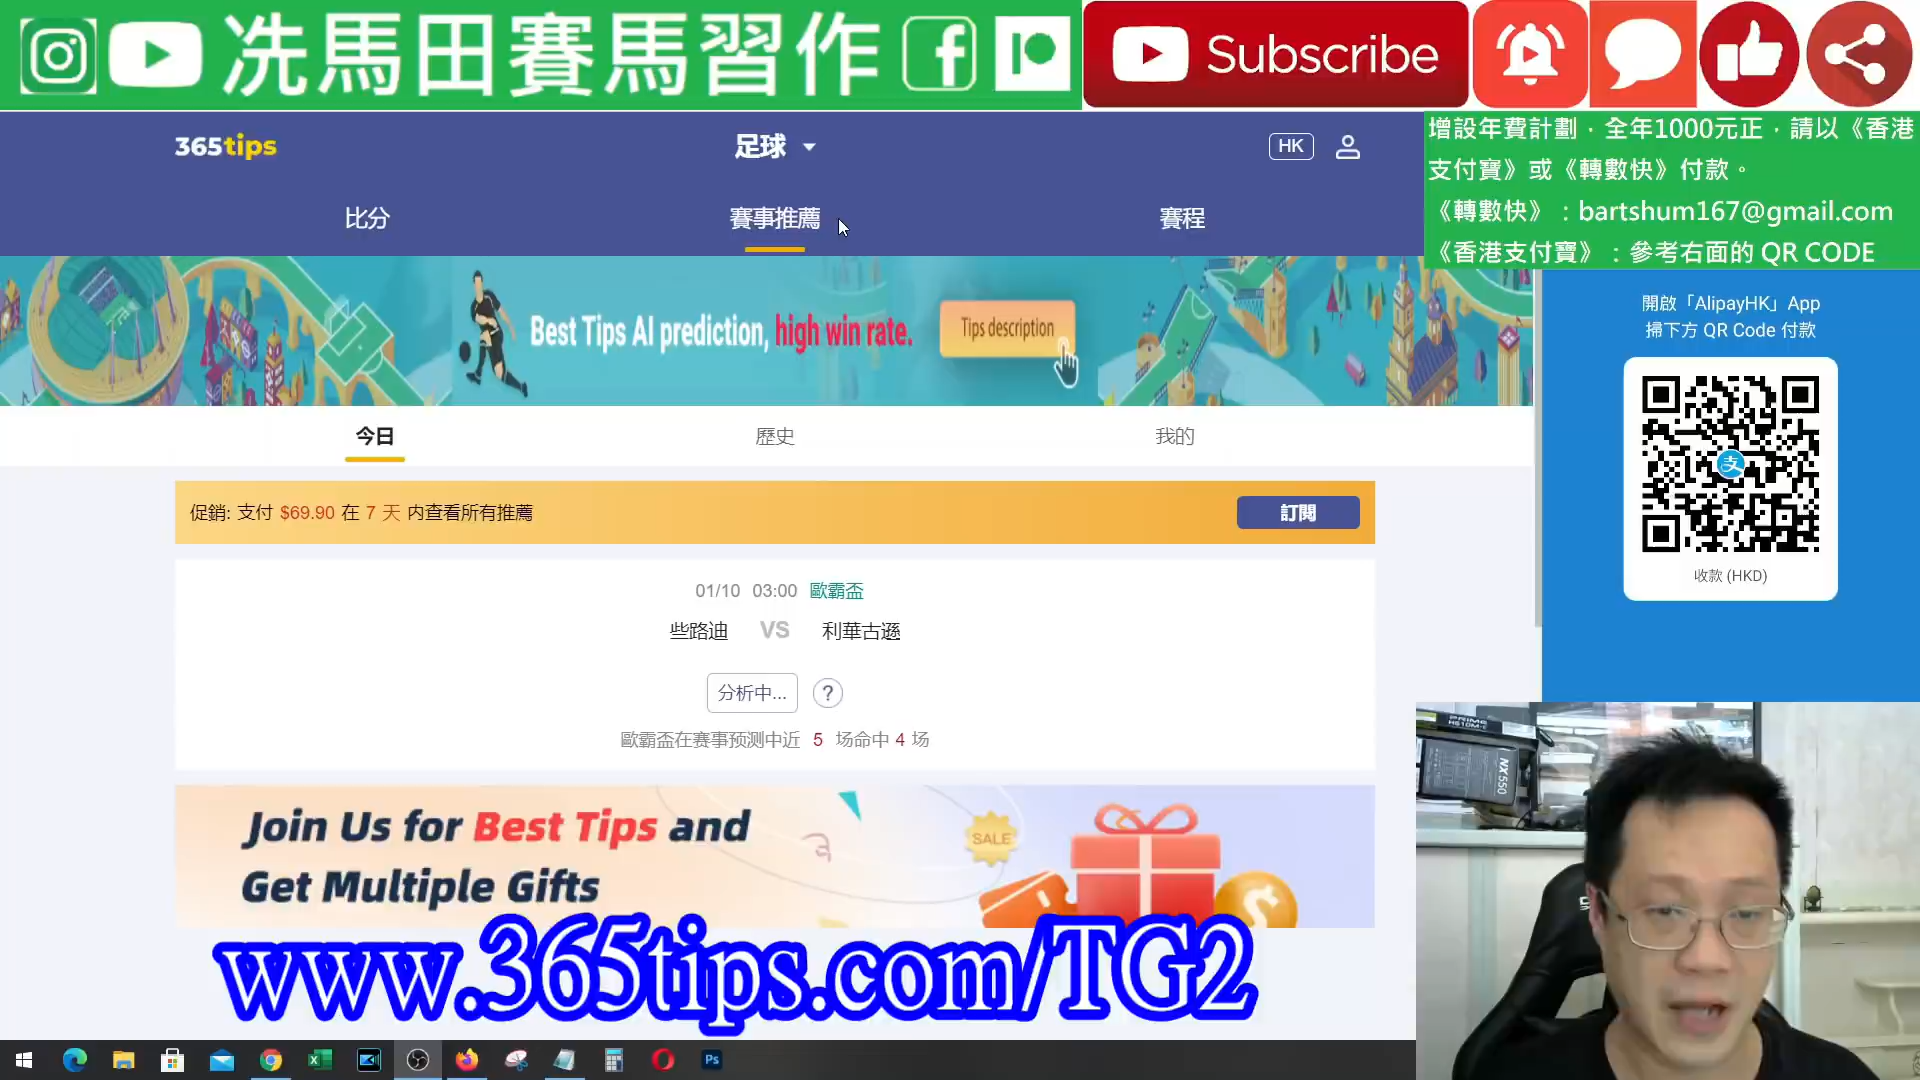 冼馬田賽馬習作
Subscribe
增設年費計劃，全年1000元正，請以《香港
支付寶》或《轉數快》付款。
《轉數快》：bartshum167@gmail.com
《香港支付寶》：參考右面的 QR CODE
365tips
足球
HK
比分
賽事推薦
賽程
Best Tips AI prediction, high win rate.
Tips description
開啟「AlipayHK」App
掃下方 QR Code 付款
支
收款 (HKD)
今日
歷史
我的
促銷: 支付 $69.90 在 7 天 内查看所有推薦
訂閱
01/10 03:00 歐霸盃
些路迪 VS 利華古遜
分析中... ?
歐霸盃在赛事预测中近 5 场命中 4 场
Join Us for Best Tips and
Get Multiple Gifts
SALE
www.365tips.com/TG2
Ps
PRIME
NX550